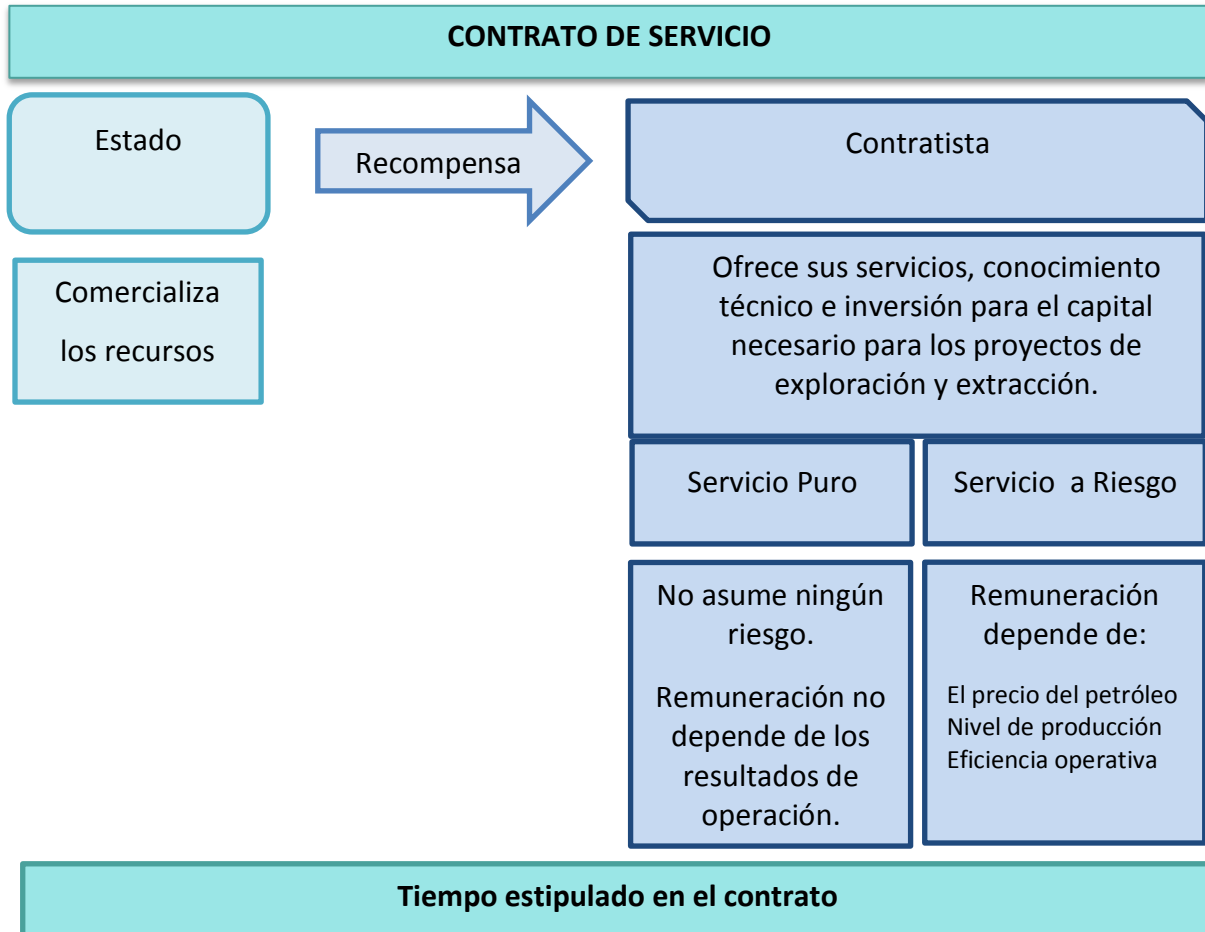 CONTRATO DE SERVICIO
Estado
Recompensa
Contratista
Comercializa
los recursos
Ofrece sus servicios, conocimiento
técnico e inversión para el capital
necesario para los proyectos de
exploración y extracción.
Servicio Puro
Servicio  a Riesgo
No asume ningún
riesgo.
Remuneración no
depende de los
resultados de
operación.
Remuneración
depende de:
El precio del petróleo
Nivel de producción
Eficiencia operativa
Tiempo estipulado en el contrato